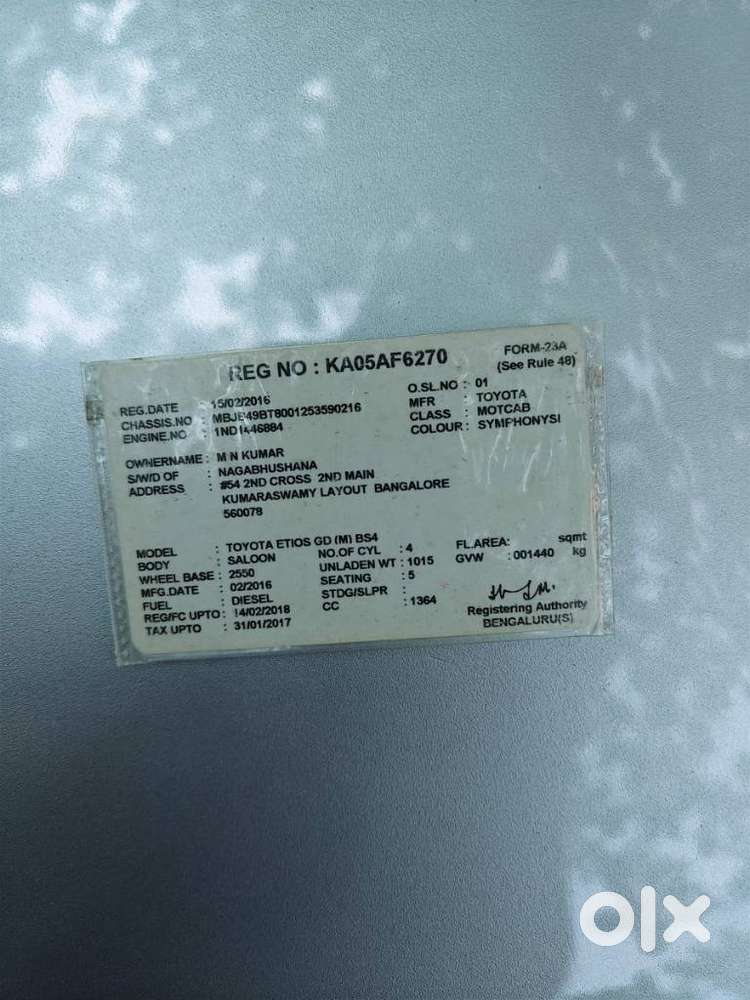 REG NO : KA05AF6270
FORM-23A
(See Rule 48)
REG.DATE : 15/02/2016
O.SL.NO : 01
CHASSIS.NO : MBJB49BT8001253590216
MFR : TOYOTA
ENGINE.NO : 1ND1446884
CLASS : MOTCAB
COLOUR : SYMPHONYSI
OWNERNAME : M N KUMAR
S/W/D OF : NAGABHUSHANA
ADDRESS : #54 2ND CROSS 2ND MAIN
KUMARASWAMY LAYOUT BANGALORE
560078
MODEL : TOYOTA ETIOS GD (M) BS4
BODY : SALOON NO.OF CYL : 4 FL.AREA: sqmt
WHEEL BASE : 2550 UNLADEN WT : 1015 GVW : 001440 kg
MFG.DATE : 02/2016 SEATING : 5
FUEL : DIESEL STDG/SLPR :
REG/FC UPTO : 14/02/2018 CC : 1364
TAX UPTO : 31/01/2017
Registering Authority
BENGALURU(S)
olx